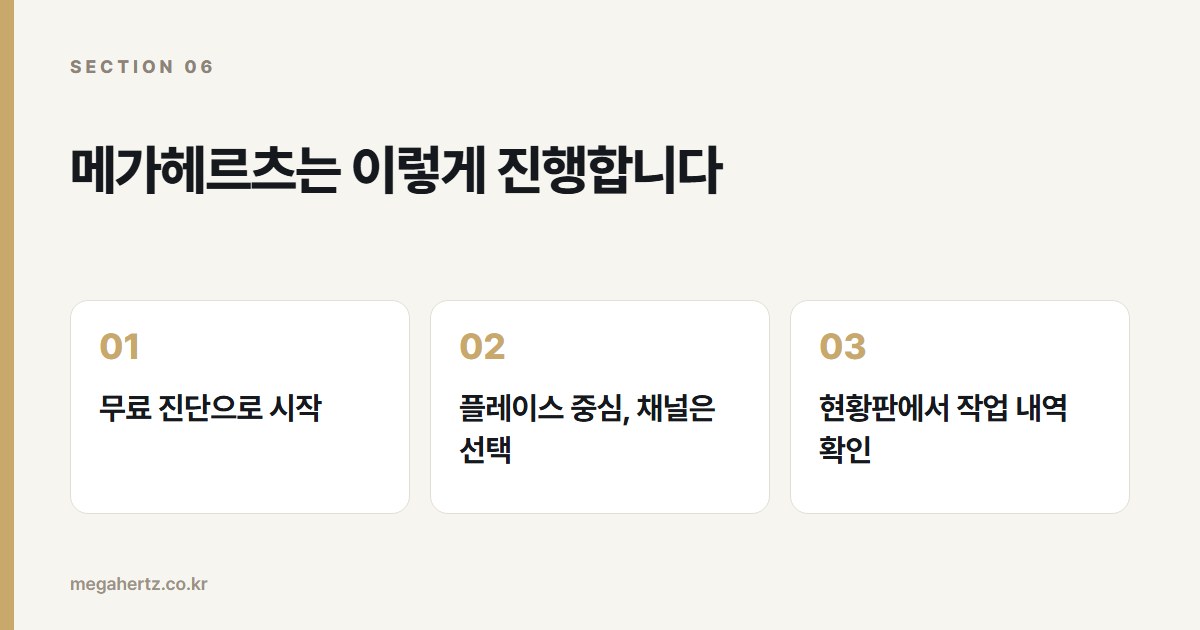 SECTION 06
메가헤르츠는 이렇게 진행합니다
01
무료 진단으로 시작
02
플레이스 중심, 채널은
선택
03
현황판에서 작업 내역
확인
megahertz.co.kr